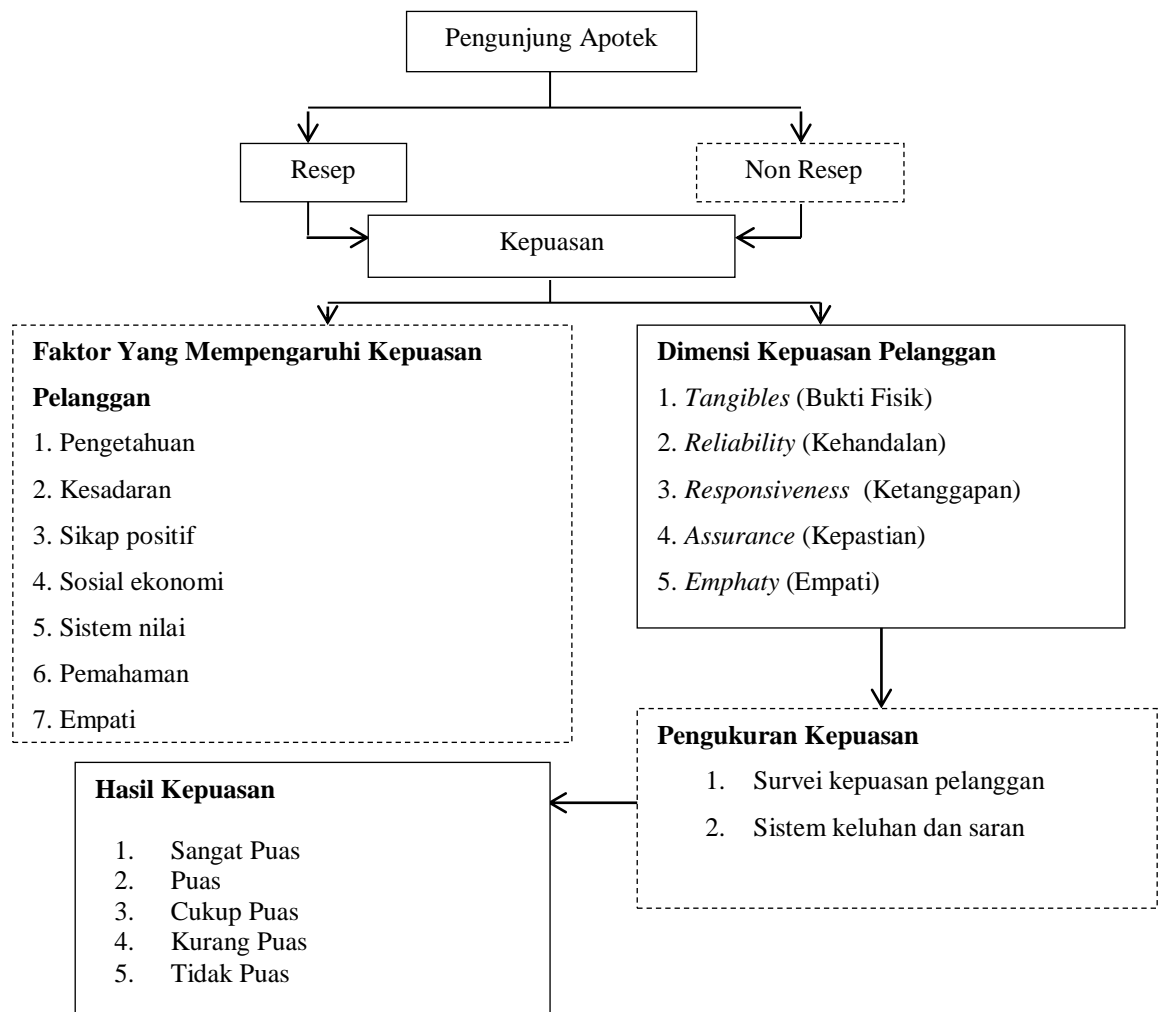 Pengunjung Apotek
Resep
Non Resep
Kepuasan
Faktor Yang Mempengaruhi Kepuasan
Pelanggan
1. Pengetahuan
2. Kesadaran
3. Sikap positif
4. Sosial ekonomi
5. Sistem nilai
6. Pemahaman
7. Empati
Dimensi Kepuasan Pelanggan
1. Tangibles (Bukti Fisik)
2. Reliability (Kehandalan)
3. Responsiveness (Ketanggapan)
4. Assurance (Kepastian)
5. Emphaty (Empati)
Pengukuran Kepuasan
1. Survei kepuasan pelanggan
2. Sistem keluhan dan saran
Hasil Kepuasan
1. Sangat Puas
2. Puas
3. Cukup Puas
4. Kurang Puas
5. Tidak Puas